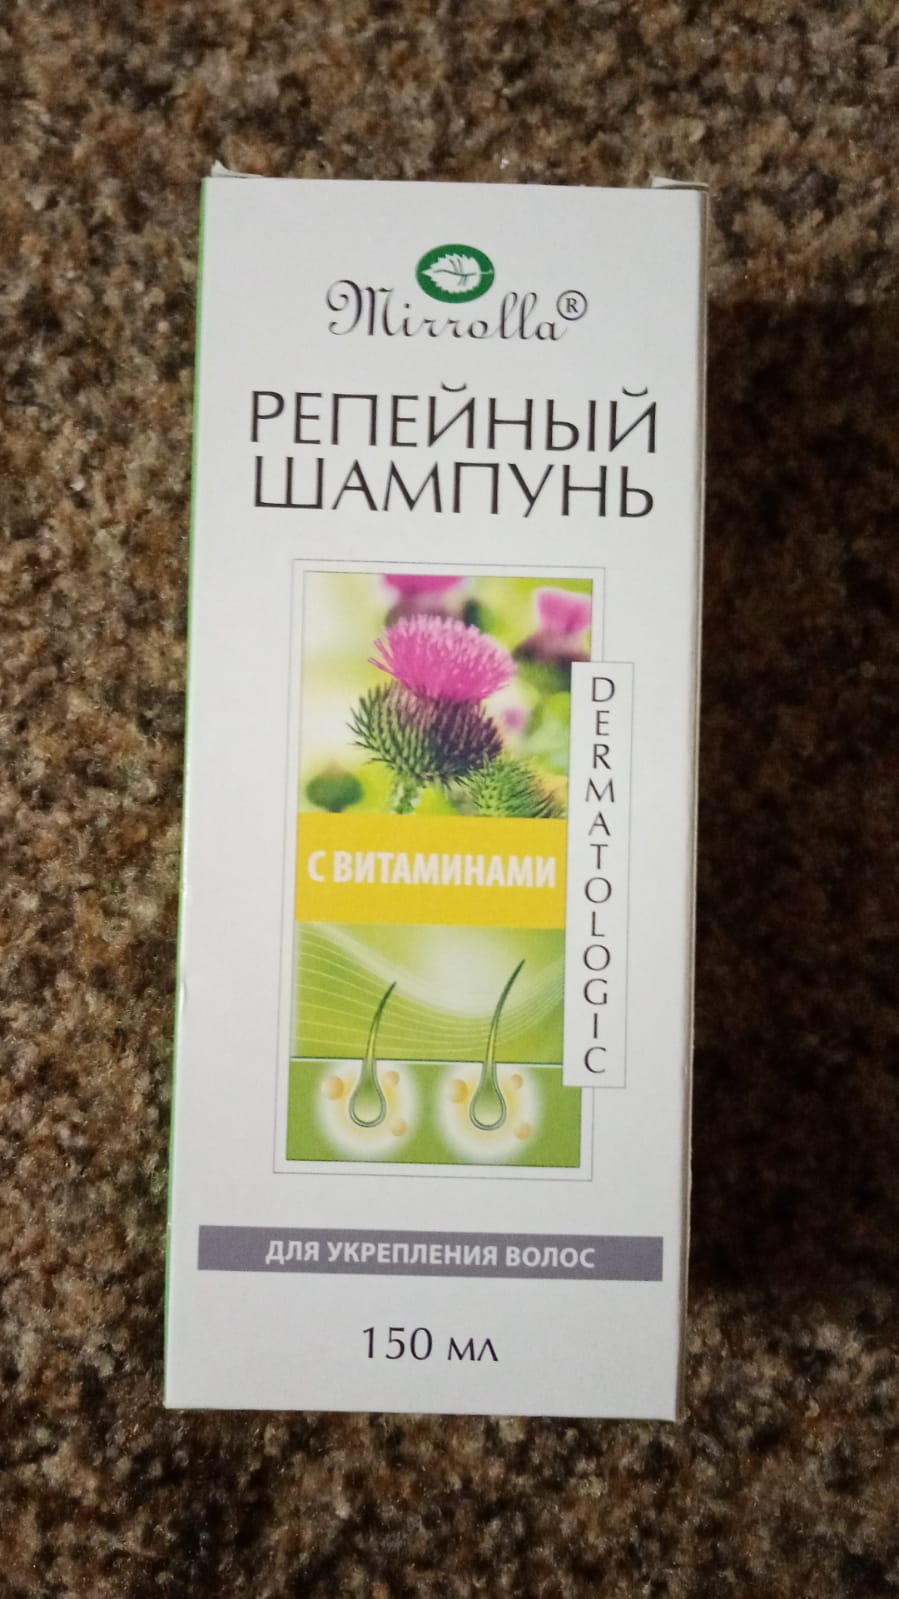 Mirrolla®
РЕПЕЙНЫЙ
ШАМПУНЬ
DERMATOLOGIC
С ВИТАМИНАМИ
ДЛЯ УКРЕПЛЕНИЯ ВОЛОС
150 мл